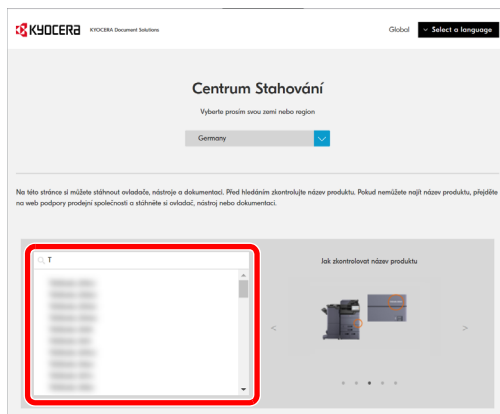 KYOCERA KYOCERA Document Solutions Global Select a language
Centrum Stahování
Vyberte prosím svou zemi nebo region
Germany
Na této stránce si můžete stáhnout ovladače, nástroje a dokumentaci. Před hledáním zkontrolujte název produktu. Pokud nemůžete najít název produktu, přejděte
na web podpory prodejní společnosti a stáhněte si ovladač, nástroj nebo dokumentaci.
T
Jak zkontrolovat název produktu